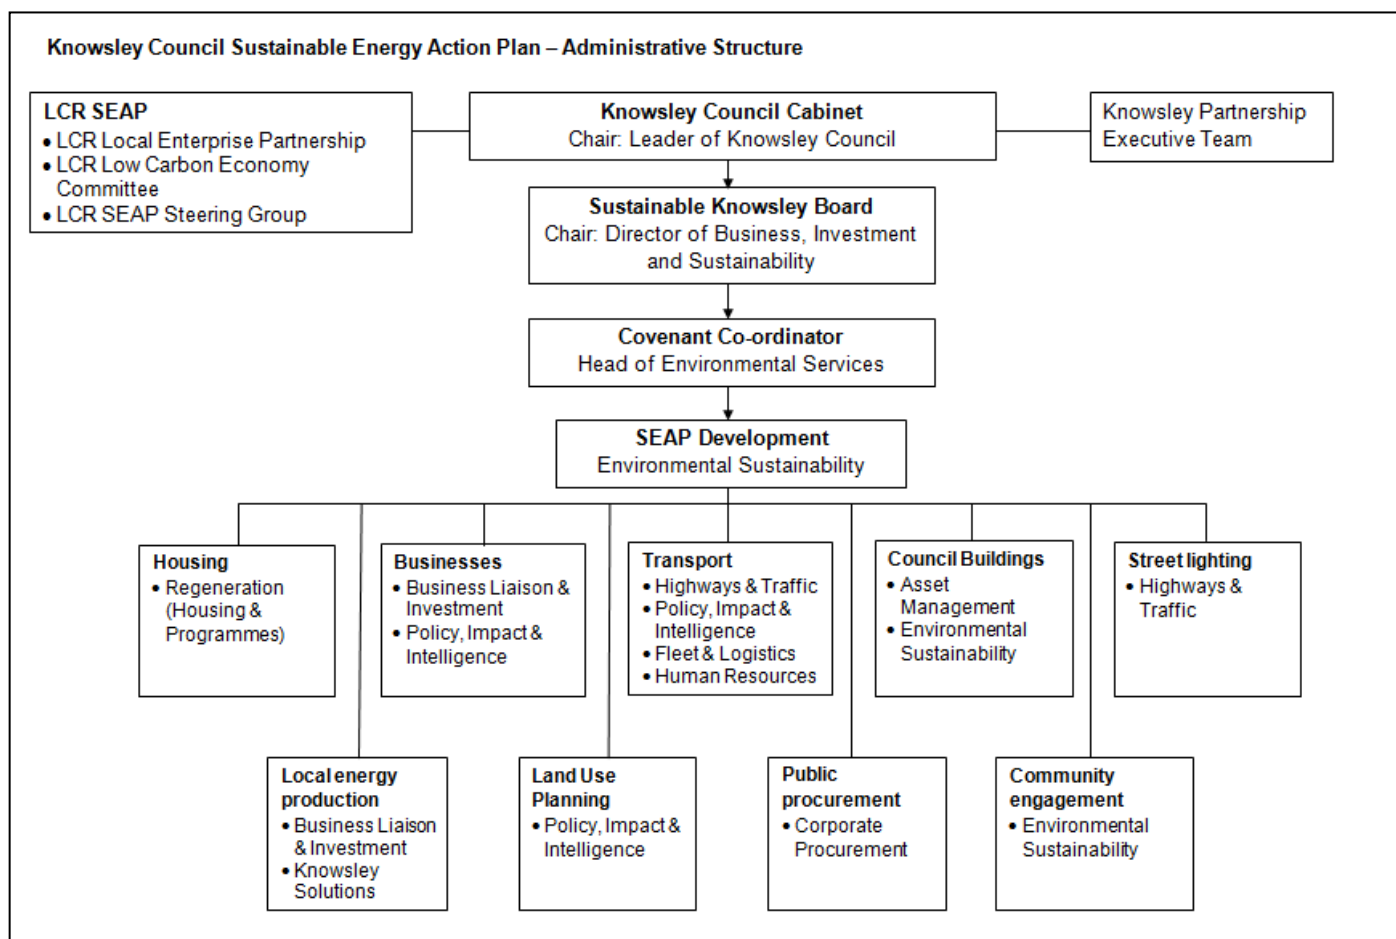 Knowsley Council Sustainable Energy Action Plan – Administrative Structure
LCR SEAP
• LCR Local Enterprise Partnership
• LCR Low Carbon Economy
Committee
• LCR SEAP Steering Group
Knowsley Council Cabinet
Chair: Leader of Knowsley Council
Knowsley Partnership
Executive Team
Sustainable Knowsley Board
Chair: Director of Business, Investment
and Sustainability
Covenant Co-ordinator
Head of Environmental Services
SEAP Development
Environmental Sustainability
Housing
• Regeneration
(Housing &
Programmes)
Businesses
• Business Liaison &
Investment
• Policy, Impact &
Intelligence
Transport
• Highways & Traffic
• Policy, Impact &
Intelligence
• Fleet & Logistics
• Human Resources
Council Buildings
• Asset
Management
• Environmental
Sustainability
Street lighting
• Highways &
Traffic
Local energy
production
• Business Liaison
& Investment
• Knowsley
Solutions
Land Use
Planning
• Policy, Impact &
Intelligence
Public
procurement
• Corporate
Procurement
Community
engagement
• Environmental
Sustainability